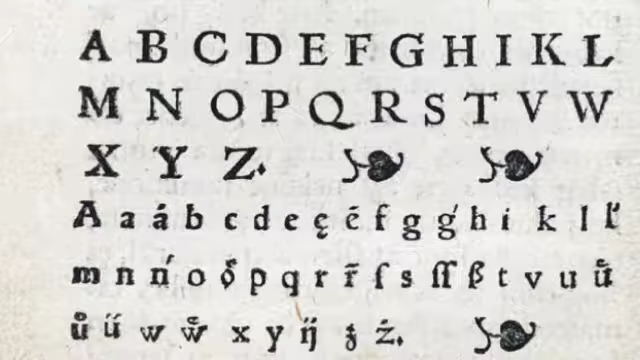 A B C D E F G H I K L
M N O P Q R S T V W
X Y Z. ❧ ❧
A a á b c d e ę é f g ǵ h i k l ĺ
m n ń o ő p q r r̋ ſ s ſſ ß t v u ů
ů ű w ẘ x y ij́ ʒ ż. ❧